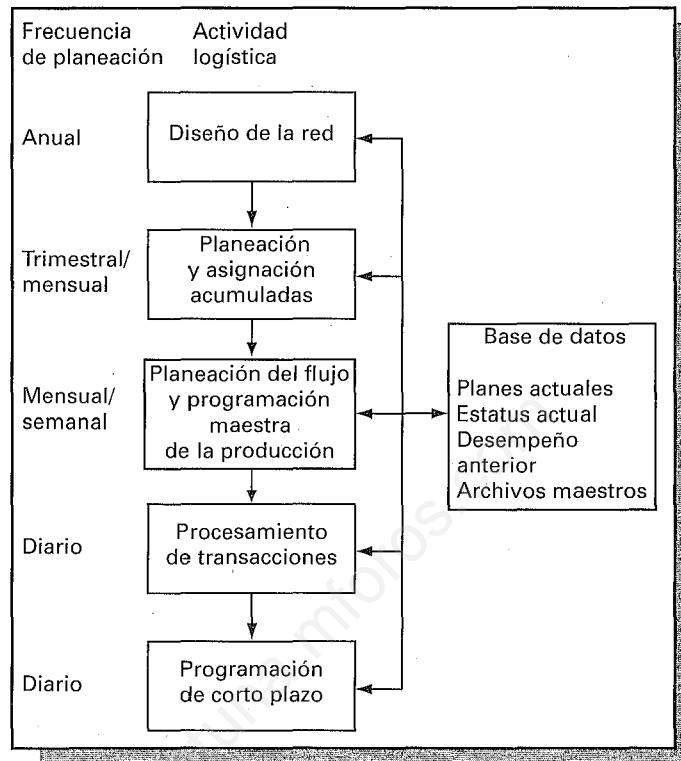 Frecuencia
de planeación
Actividad
logística
Anual
Diseño de la red
Trimestral/
mensual
Planeación
y asignación
acumuladas
Mensual/
semanal
Planeación del flujo
y programación
maestra
de la producción
Base de datos
Planes actuales
Estatus actual
Desempeño
anterior
Archivos maestros
Diario
Procesamiento
de transacciones
Diario
Programación
de corto plazo